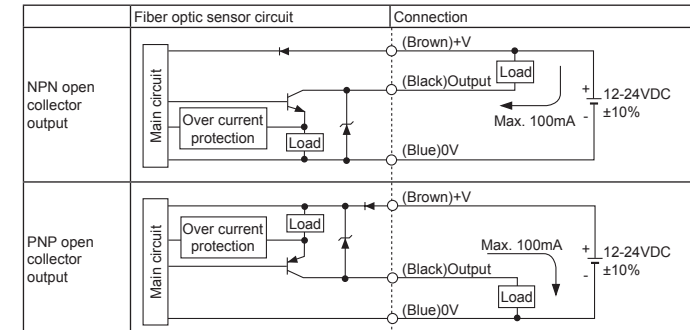 Fiber optic sensor circuit
Connection
NPN open
collector
output
Main circuit
Over current
protection
Load
(Brown)+V
(Black)Output
(Blue)0V
Load
Max. 100mA
+
-
12-24VDC
±10%
PNP open
collector
output
Main circuit
Over current
protection
Load
(Brown)+V
(Black)Output
(Blue)0V
Max. 100mA
Load
+
-
12-24VDC
±10%